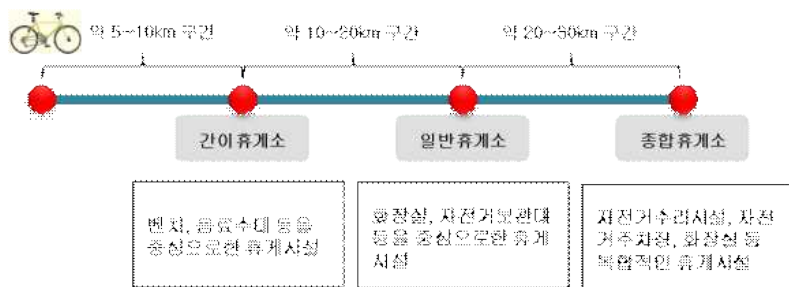 약 5~10km 구간
약 구간
약 구간
간이휴게소
일반휴게소
종합휴게소
벤치, 음료수대 등을
중심으로한 휴게시설
화장실, 자전거보관대
등을 중심으로한 휴게
시설
자전거수리시설, 자전
거주차장, 화장실 등
복합적인 휴게시설